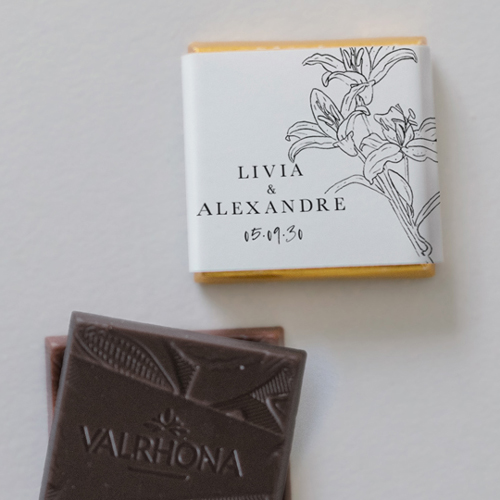 LIVIA
&
ALEXANDRE
05.09.30
VALRHONA